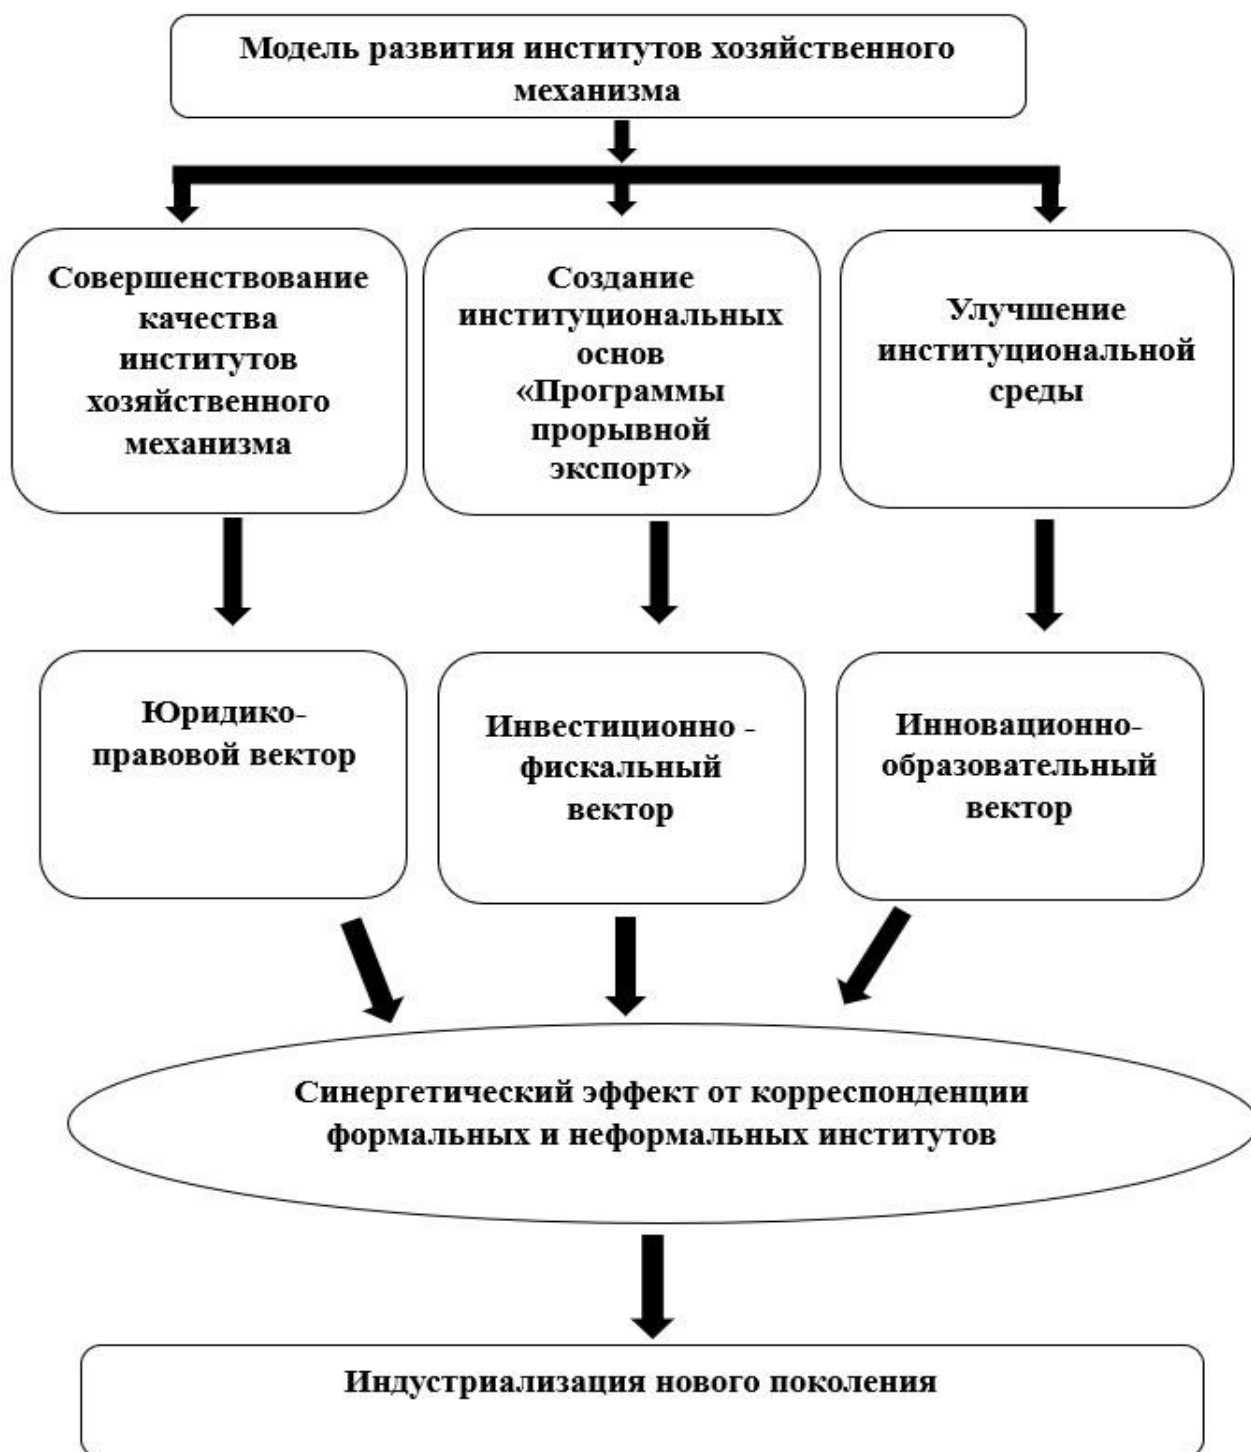 Модель развития институтов хозяйственного
механизма
Совершенствование
качества
институтов
хозяйственного
механизма
Создание
институциональных
основ
«Программы
прорывной
экспорт»
Улучшение
институциональной
среды
Юридико-
правовой вектор
Инвестиционно -
фискальный
вектор
Инновационно-
образовательный
вектор
Синергетический эффект от корреспонденции
формальных и неформальных институтов
Индустриализация нового поколения